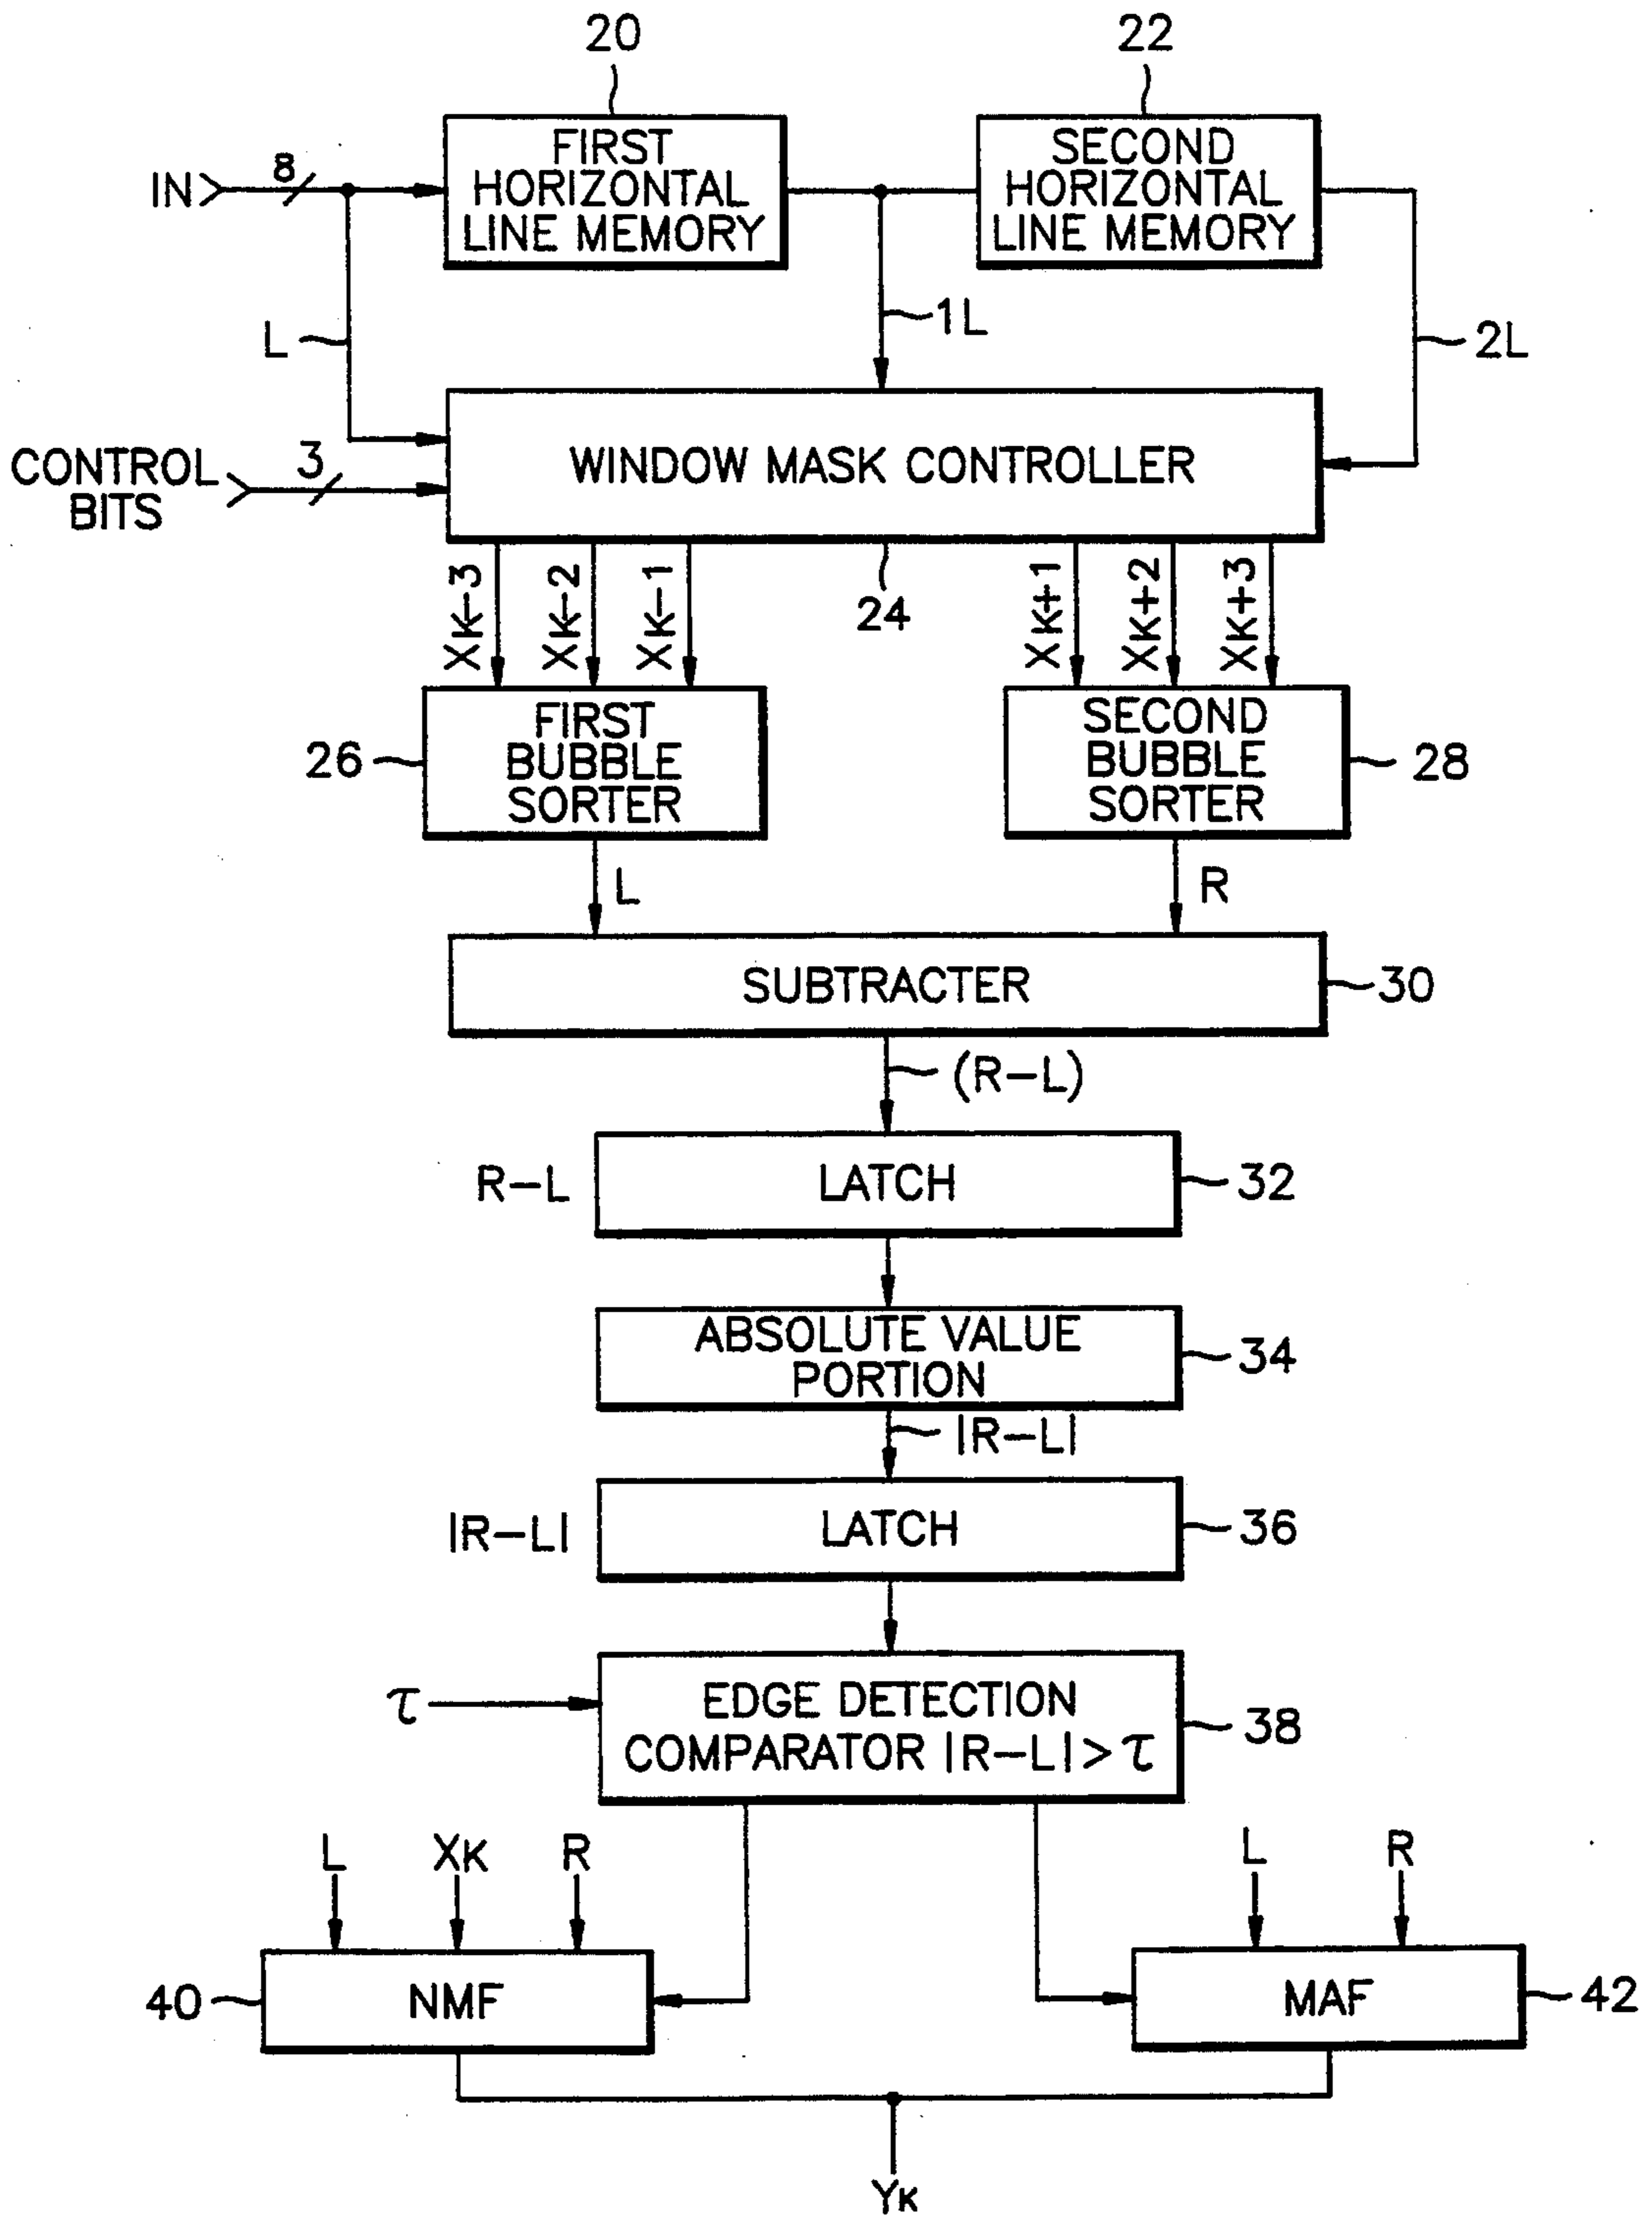 20
22
FIRST
HORIZONTAL
LINE MEMORY
SECOND
HORIZONTAL
LINE MEMORY
IN
8
L
1L
2L
CONTROL
BITS
3
WINDOW MASK CONTROLLER
XK-3
XK-2
XK-1
24
XK+1
XK+2
XK+3
26
FIRST
BUBBLE
SORTER
SECOND
BUBBLE
SORTER
28
L
R
SUBTRACTER
30
(R-L)
R-L
LATCH
32
ABSOLUTE VALUE
PORTION
34
|R-L|
|R-L|
LATCH
36
τ
EDGE DETECTION
COMPARATOR |R-L| > τ
38
L
XK
R
L
R
40
NMF
MAF
42
YK